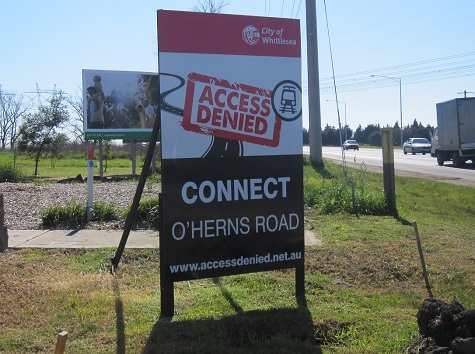 City of
Whittlesea
ACCESS
DENIED
CONNECT
O'HERNS ROAD
www.accessdenied.net.au